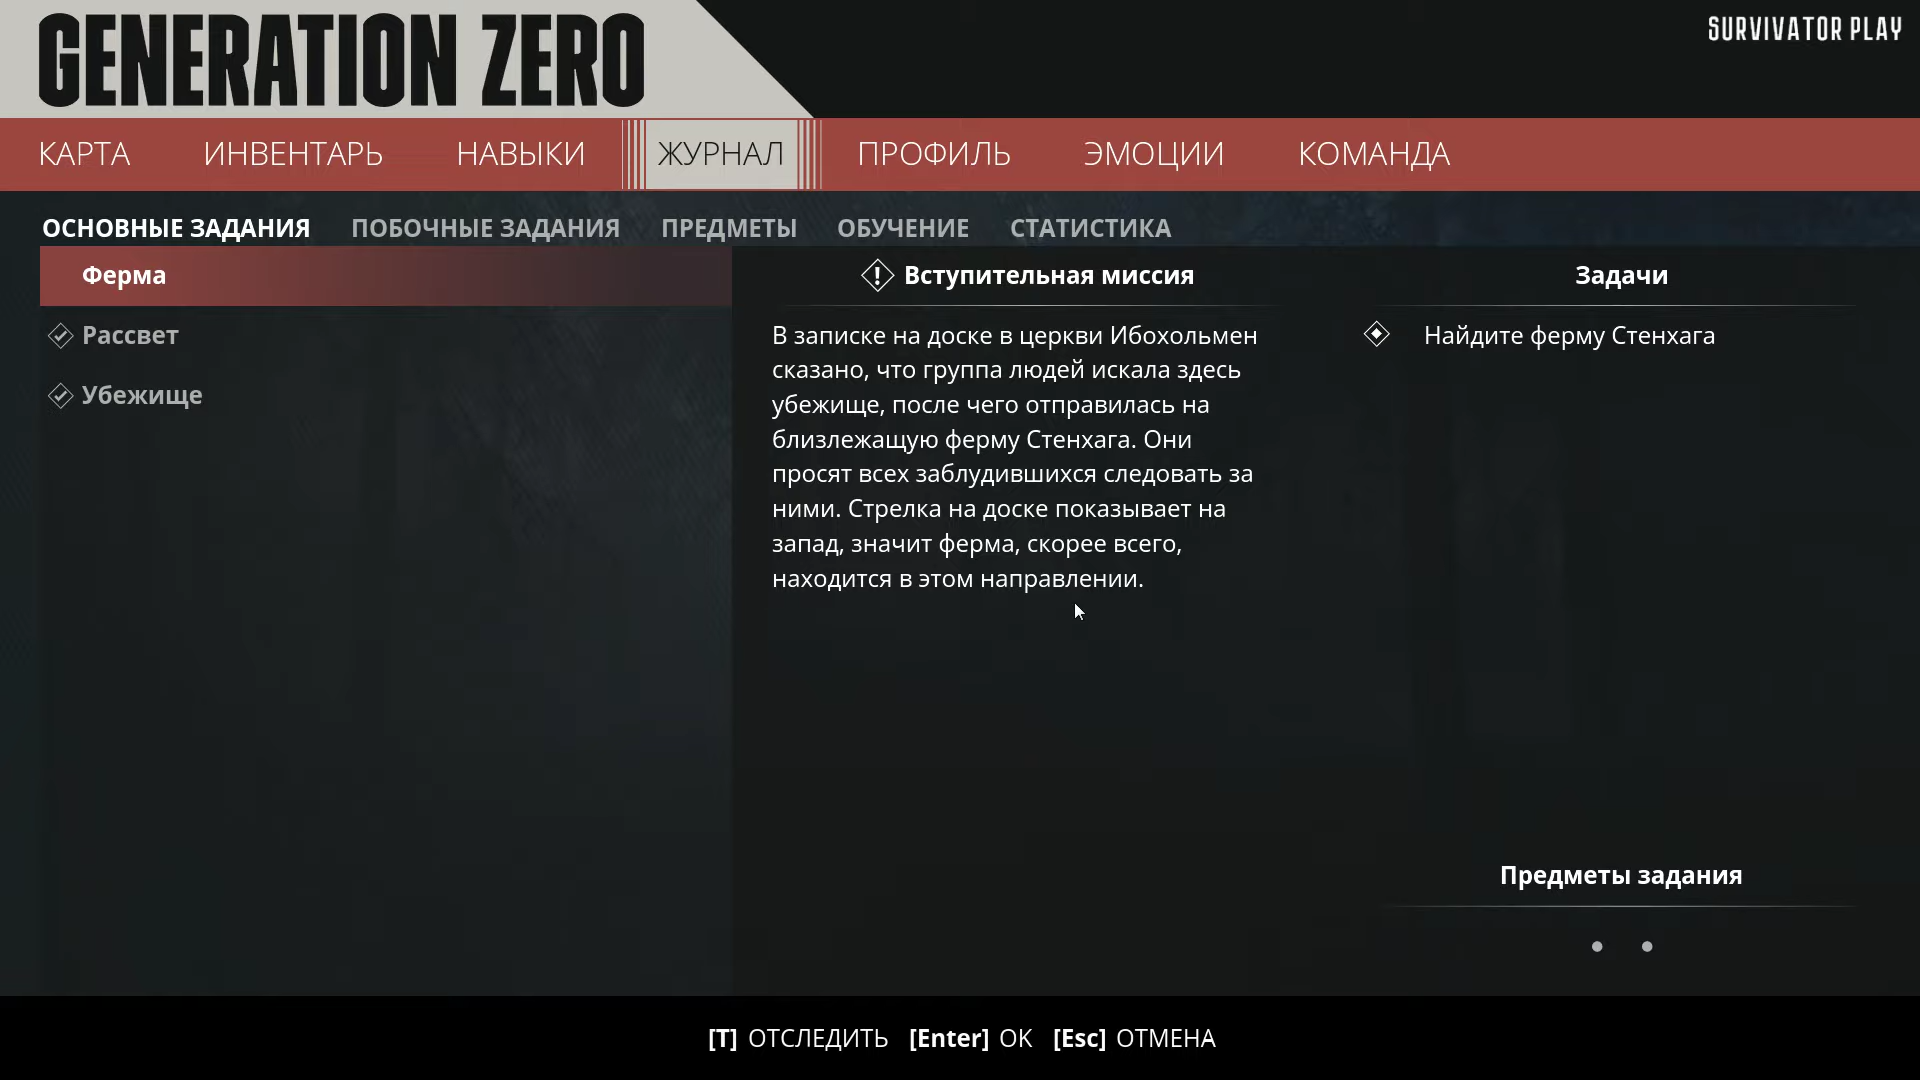 GENERATION ZERO
SURVIVATOR PLAY
КАРТА ИНВЕНТАРЬ НАВЫКИ ЖУРНАЛ ПРОФИЛЬ ЭМОЦИИ КОМАНДА
ОСНОВНЫЕ ЗАДАНИЯ ПОБОЧНЫЕ ЗАДАНИЯ ПРЕДМЕТЫ ОБУЧЕНИЕ СТАТИСТИКА
Ферма
Рассвет
Убежище
Вступительная миссия
В записке на доске в церкви Ибохольмен
сказано, что группа людей искала здесь
убежище, после чего отправилась на
близлежащую ферму Стенхага. Они
просят всех заблудившихся следовать за
ними. Стрелка на доске показывает на
запад, значит ферма, скорее всего,
находится в этом направлении.
Задачи
Найдите ферму Стенхага
Предметы задания
[T] ОТСЛЕДИТЬ [Enter] OK [Esc] ОТМЕНА